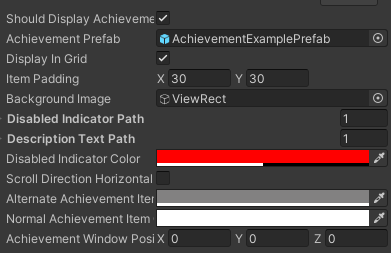 Should Display Achieveme
Achievement Prefab AchievementExamplePrefab
Display In Grid
Item Padding X 30 Y 30
Background Image ViewRect
Disabled Indicator Path 1
Description Text Path 1
Disabled Indicator Color
Scroll Direction Horizontal
Alternate Achievement Iter
Normal Achievement Item
Achievement Window Posi X 0 Y 0 Z 0